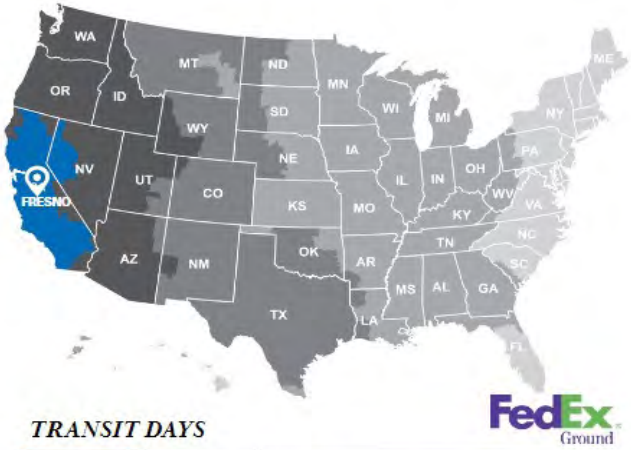 WA
ME
MT
ND
OR
MN
ID
WI
NY
SD
MI
WY
PA
IA
NE
OH
NV
IL
IN
UT
WV
CO
VA
FRESNO
KS
MO
KY
NC
TN
OK
AZ
NM
AR
SC
MS
AL
GA
TX
LA
FL
TRANSIT DAYS
FedEx
Ground